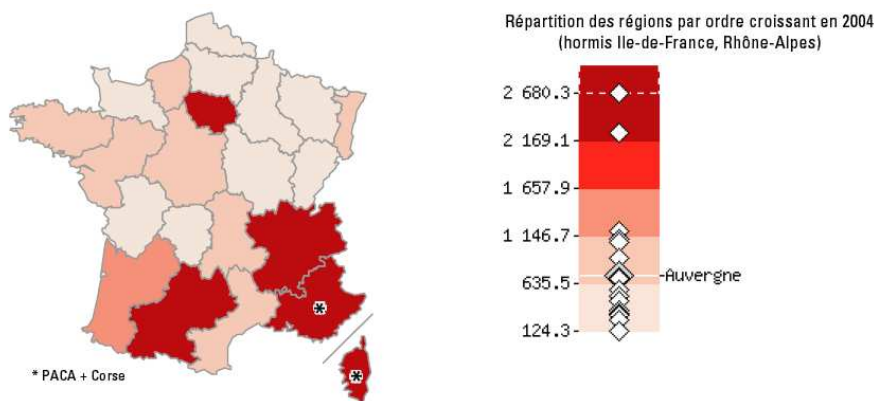 Répartition des régions par ordre croissant en 2004
(hormis Ile-de-France, Rhône-Alpes)
2 680.3
2 169.1
1 657.9
1 146.7
635.5
Auvergne
124.3
*
*
* PACA + Corse